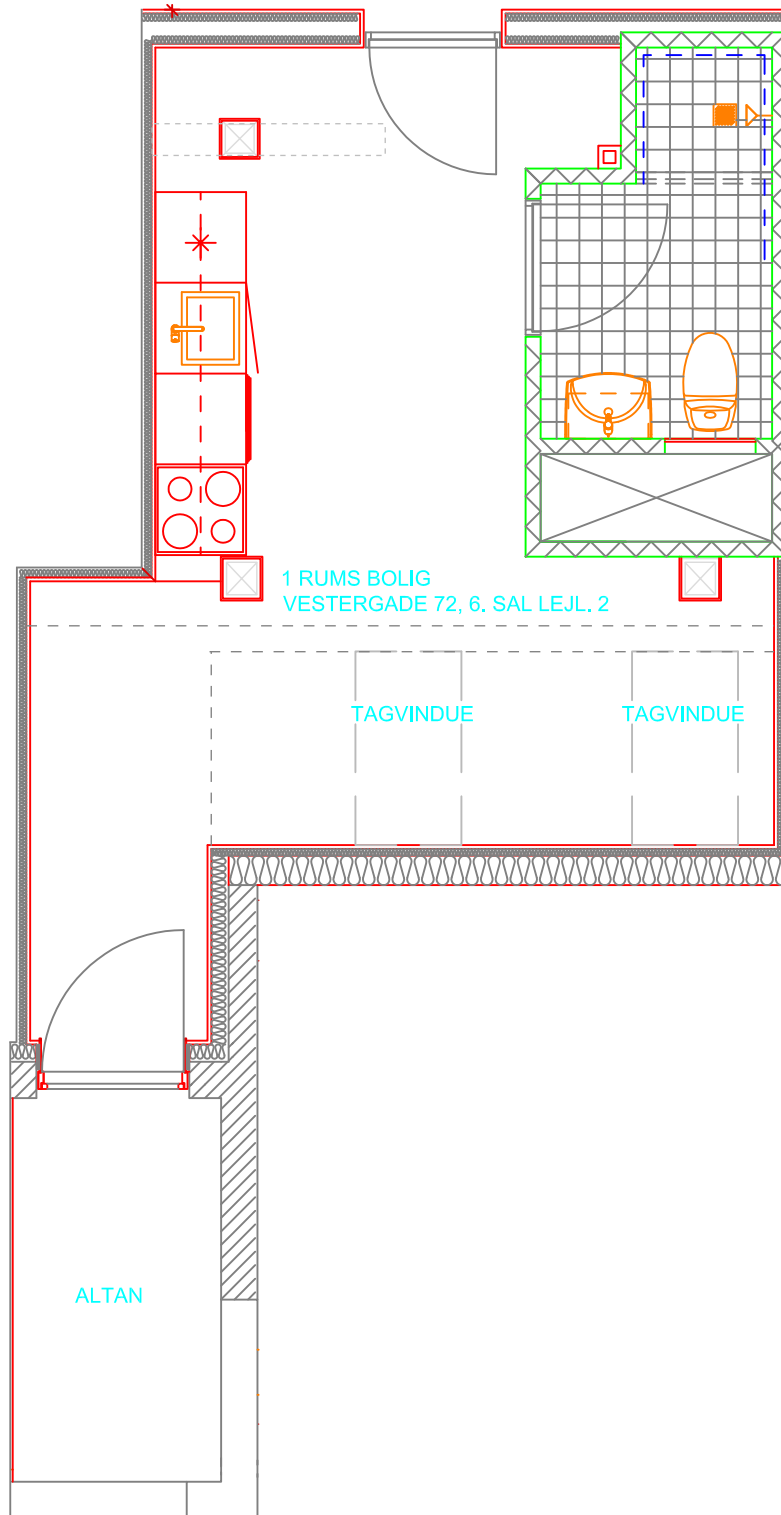 1 RUMS BOLIG
VESTERGADE 72, 6. SAL LEJL. 2
TAGVINDUE
TAGVINDUE
ALTAN